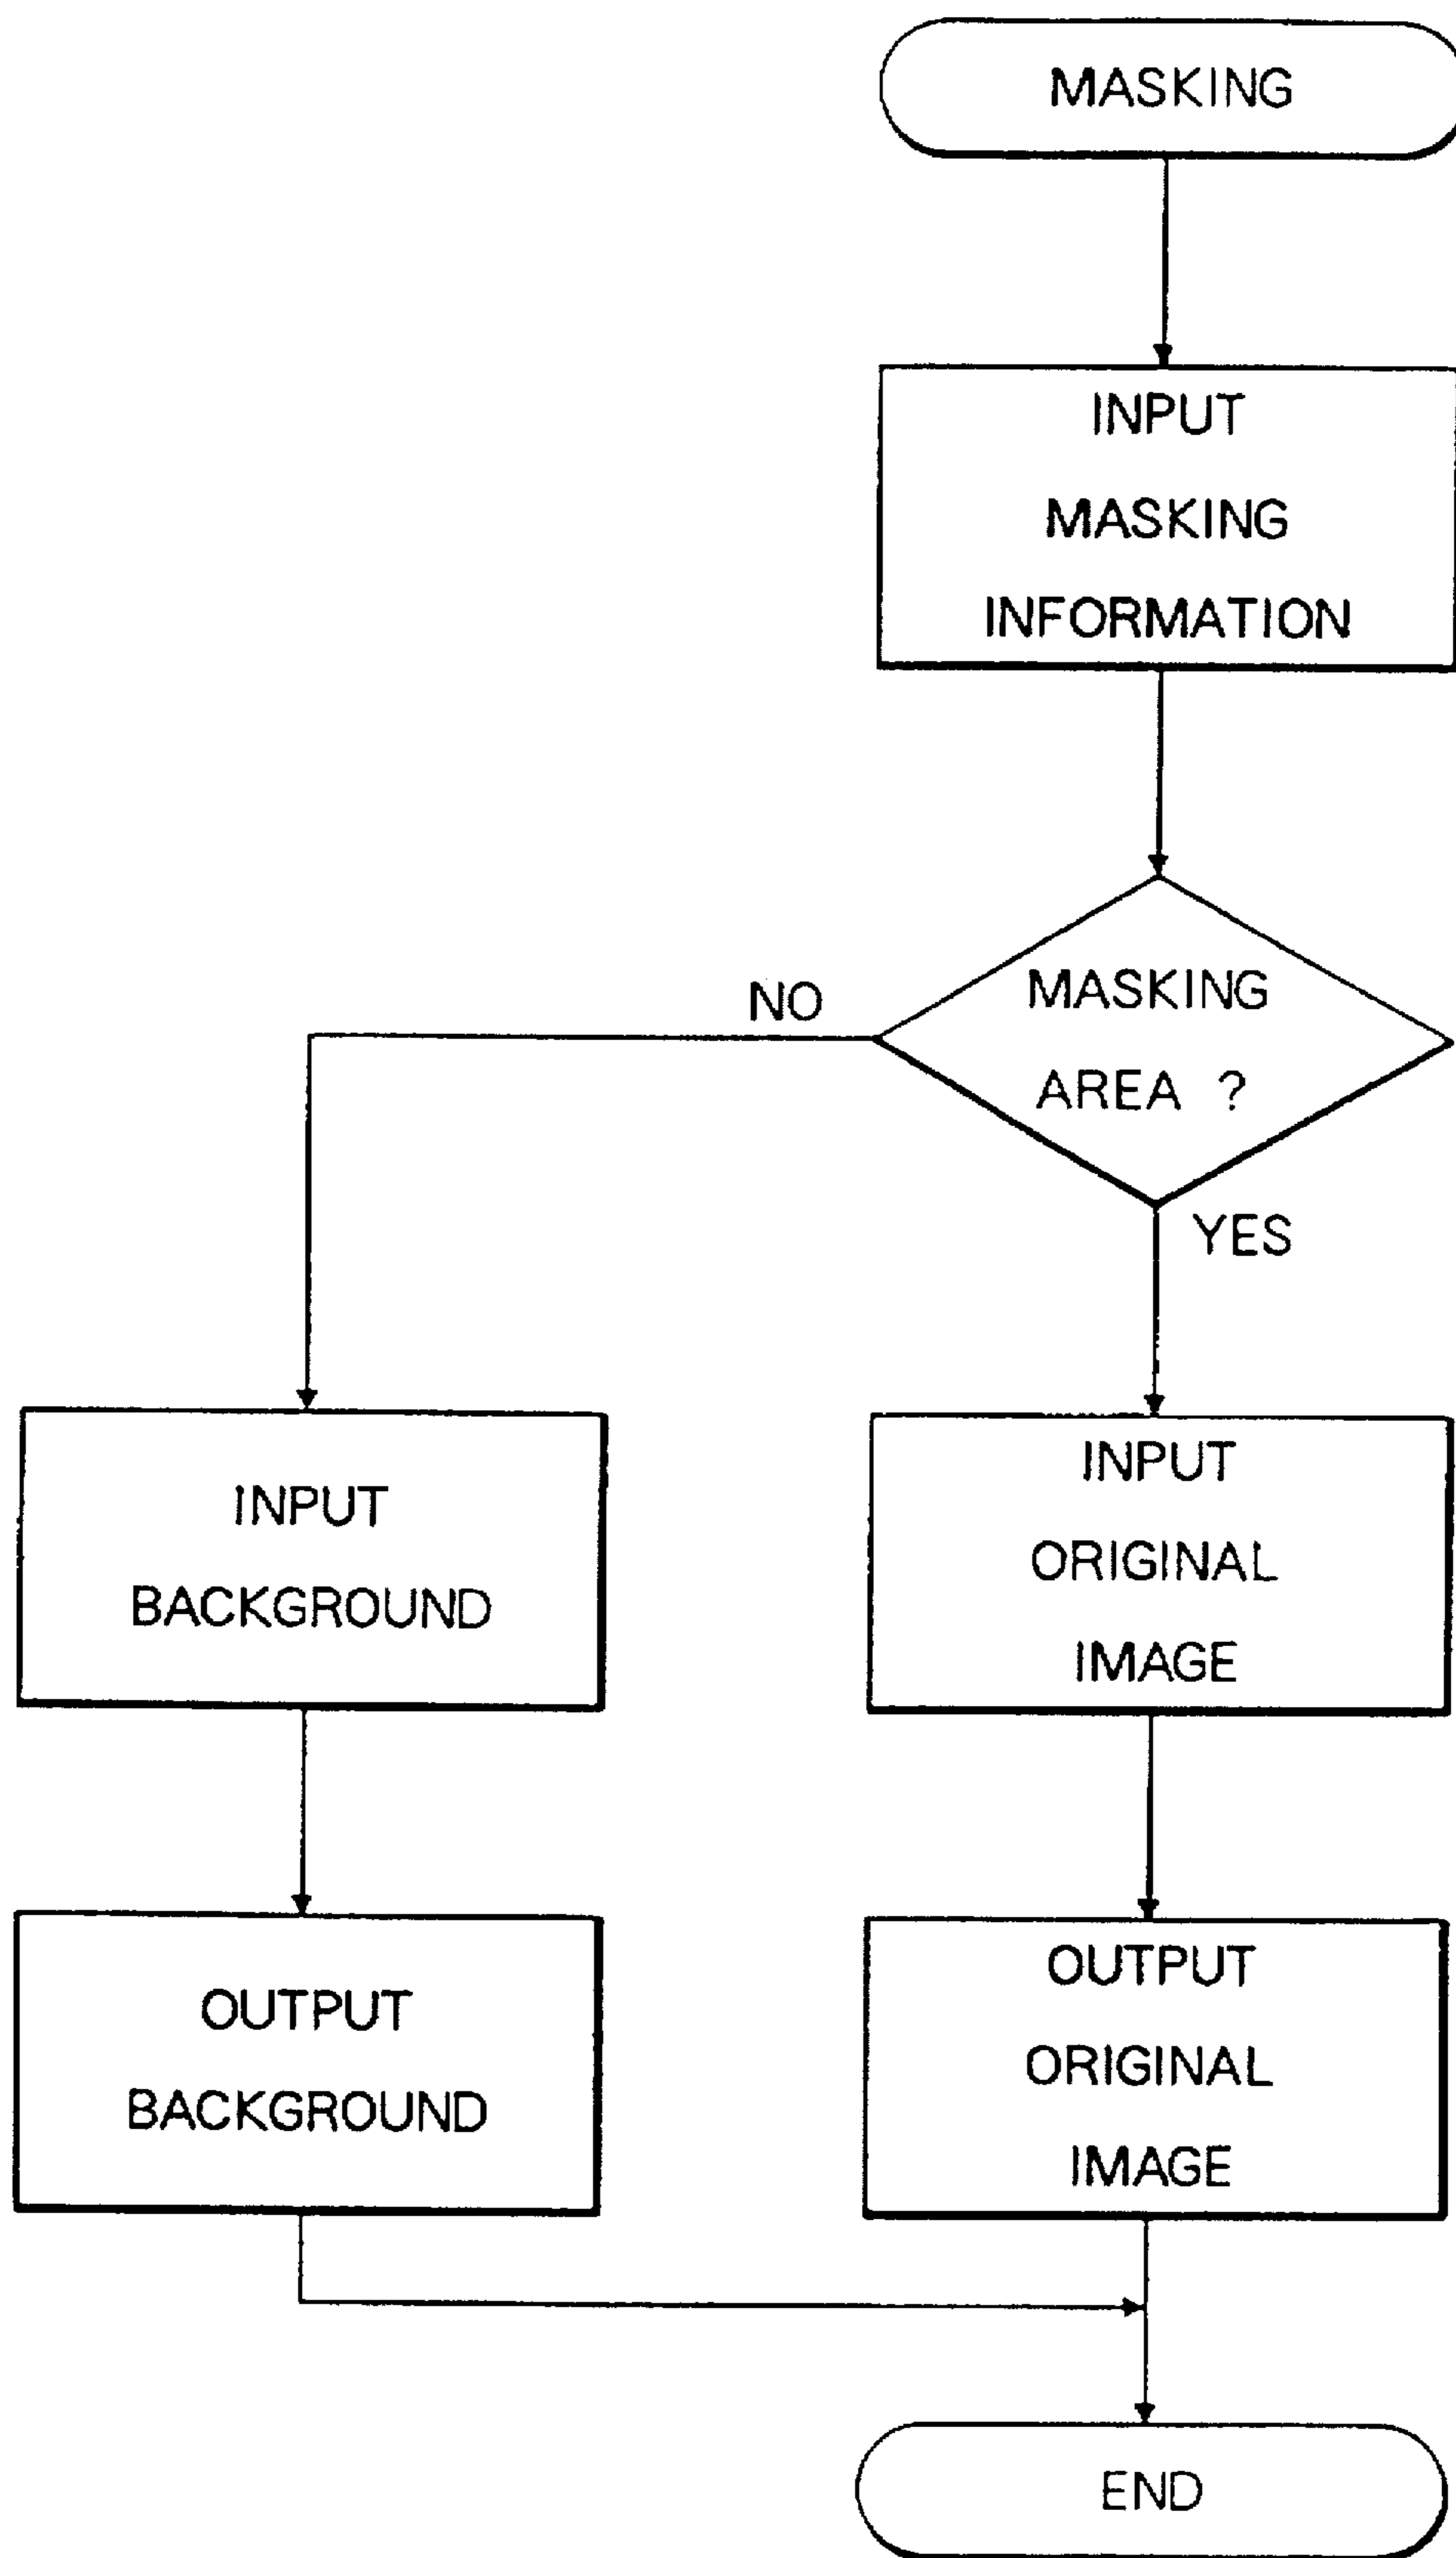 MASKING
INPUT
MASKING
INFORMATION
MASKING
AREA ?
NO
YES
INPUT
BACKGROUND
INPUT
ORIGINAL
IMAGE
OUTPUT
BACKGROUND
OUTPUT
ORIGINAL
IMAGE
END